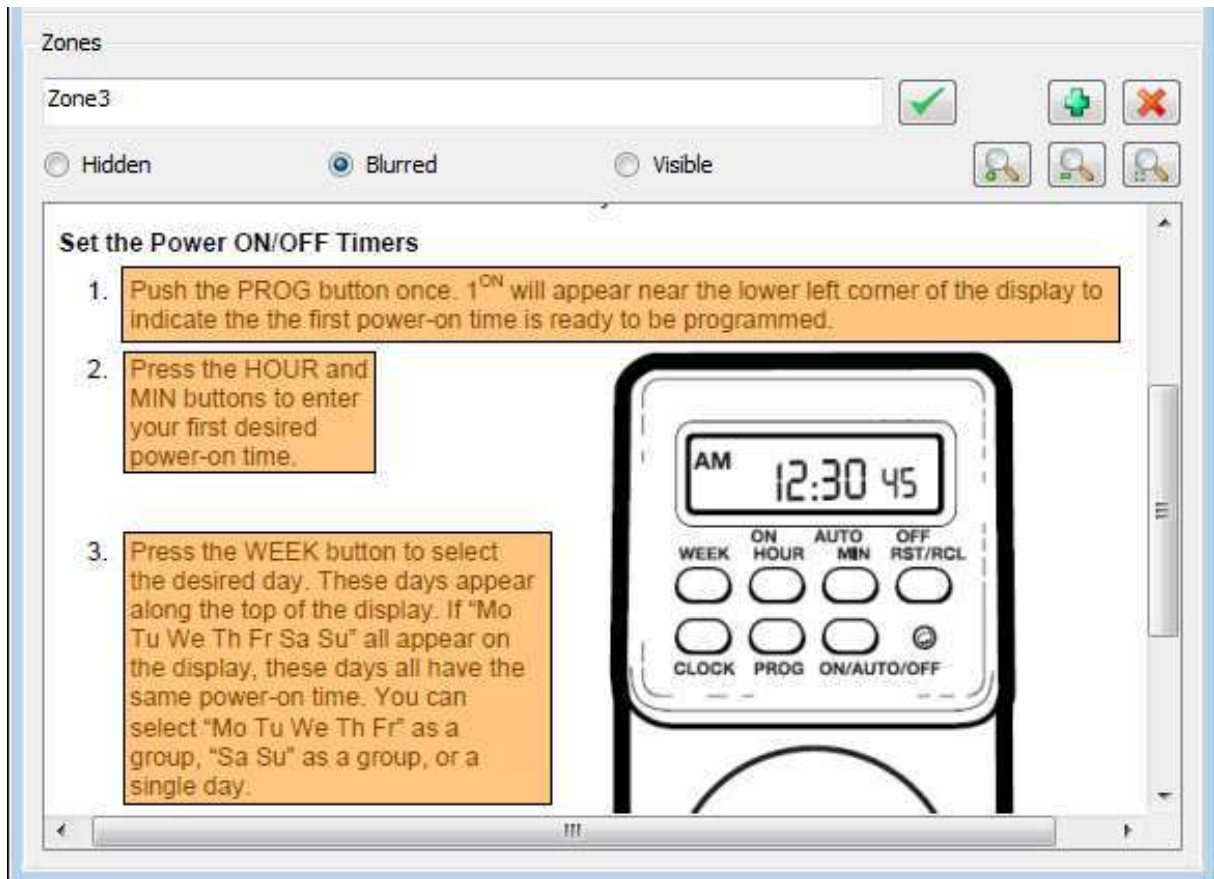 Zones
Zone3
Hidden Blurred Visible
Set the Power ON/OFF Timers
1. Push the PROG button once. 1ON will appear near the lower left corner of the display to
indicate the the first power-on time is ready to be programmed.
2. Press the HOUR and
MIN buttons to enter
your first desired
power-on time.
3. Press the WEEK button to select
the desired day. These days appear
along the top of the display. If “Mo
Tu We Th Fr Sa Su” all appear on
the display, these days all have the
same power-on time. You can
select “Mo Tu We Th Fr” as a
group, “Sa Su” as a group, or a
single day.
AM 12:30 45
ON AUTO OFF
WEEK HOUR MIN RST/RCL
CLOCK PROG ON/AUTO/OFF